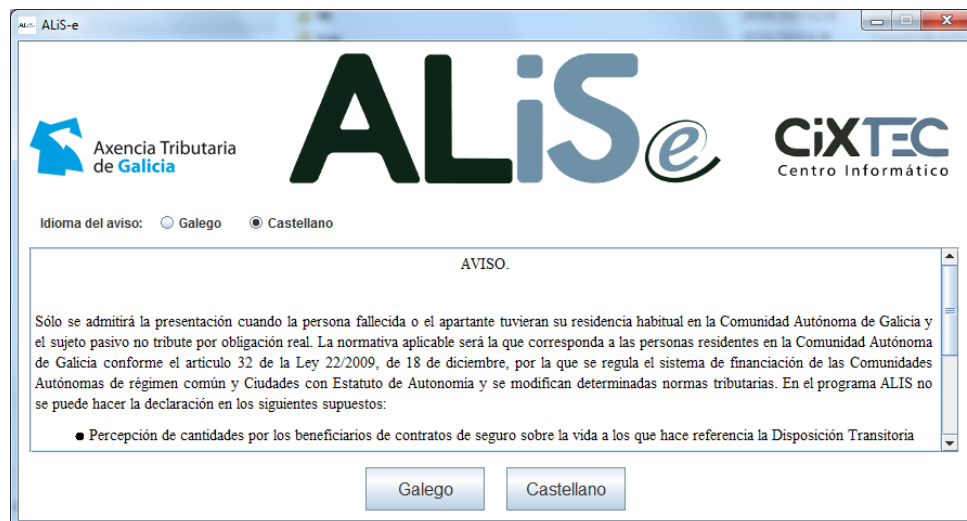 ALiS- ALiS-e
ALiSe
Axencia Tributaria
de Galicia
CiXTEC
Centro Informático
Idioma del aviso: Galego Castellano
AVISO.
Sólo se admitirá la presentación cuando la persona fallecida o el apartante tuvieran su residencia habitual en la Comunidad Autónoma de Galicia y
el sujeto pasivo no tribute por obligación real. La normativa aplicable será la que corresponda a las personas residentes en la Comunidad Autónoma
de Galicia conforme el articulo 32 de la Ley 22/2009, de 18 de diciembre, por la que se regula el sistema de financiación de las Comunidades
Autónomas de régimen común y Ciudades con Estatuto de Autonomia y se modifican determinadas normas tributarias. En el programa ALIS no
se puede hacer la declaración en los siguientes supuestos:
● Percepción de cantidades por los beneficiarios de contratos de seguro sobre la vida a los que hace referencia la Disposición Transitoria
Galego Castellano